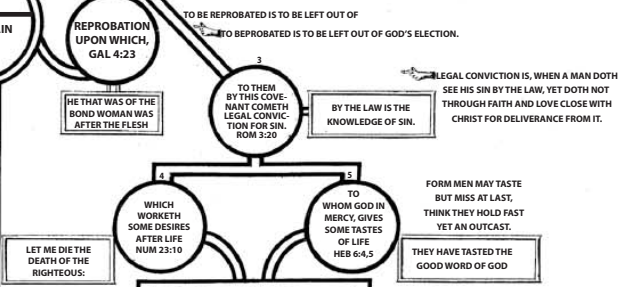 IN
REPROBATION
UPON WHICH,
GAL 4:23
HE THAT WAS OF THE
BOND WOMAN WAS
AFTER THE FLESH
TO BE REPROBATED IS TO BE LEFT OUT OF
TO BEPROBATED IS TO BE LEFT OUT OF GOD'S ELECTION.
3
TO THEM
BY THIS COVE-
NANT COMETH
LEGAL CONVIC-
TION FOR SIN.
ROM 3:20
BY THE LAW IS THE
KNOWLEDGE OF SIN.
LEGAL CONVICTION IS, WHEN A MAN DOTH
SEE HIS SIN BY THE LAW, YET DOTH NOT
THROUGH FAITH AND LOVE CLOSE WITH
CHRIST FOR DELIVERANCE FROM IT.
4
WHICH
WORKETH
SOME DESIRES
AFTER LIFE
NUM 23:10
LET ME DIE THE
DEATH OF THE
RIGHTEOUS:
5
TO
WHOM GOD IN
MERCY, GIVES
SOME TASTES
OF LIFE
HEB 6:4,5
FORM MEN MAY TASTE
BUT MISS AT LAST,
THINK THEY HOLD FAST
YET AN OUTCAST.
THEY HAVE TASTED THE
GOOD WORD OF GOD